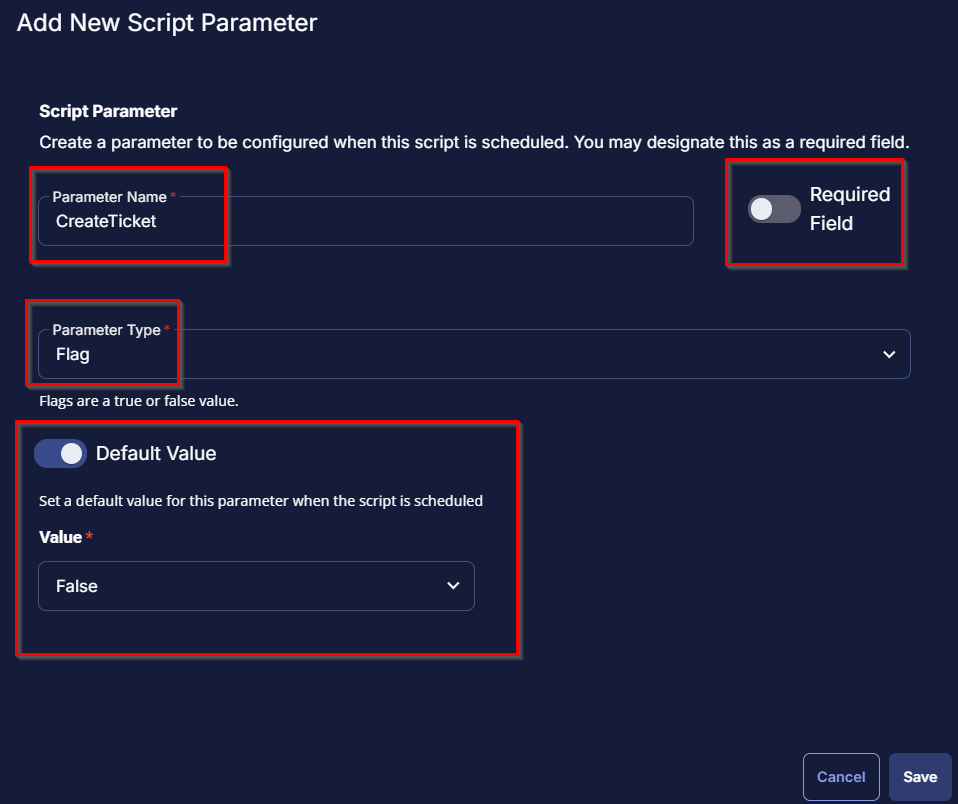 Add New Script Parameter
Script Parameter
Create a parameter to be configured when this script is scheduled. You may designate this as a required field.
Parameter Name *
CreateTicket
Required
Field
Parameter Type *
Flag
Flags are a true or false value.
Default Value
Set a default value for this parameter when the script is scheduled
Value *
False
Cancel
Save